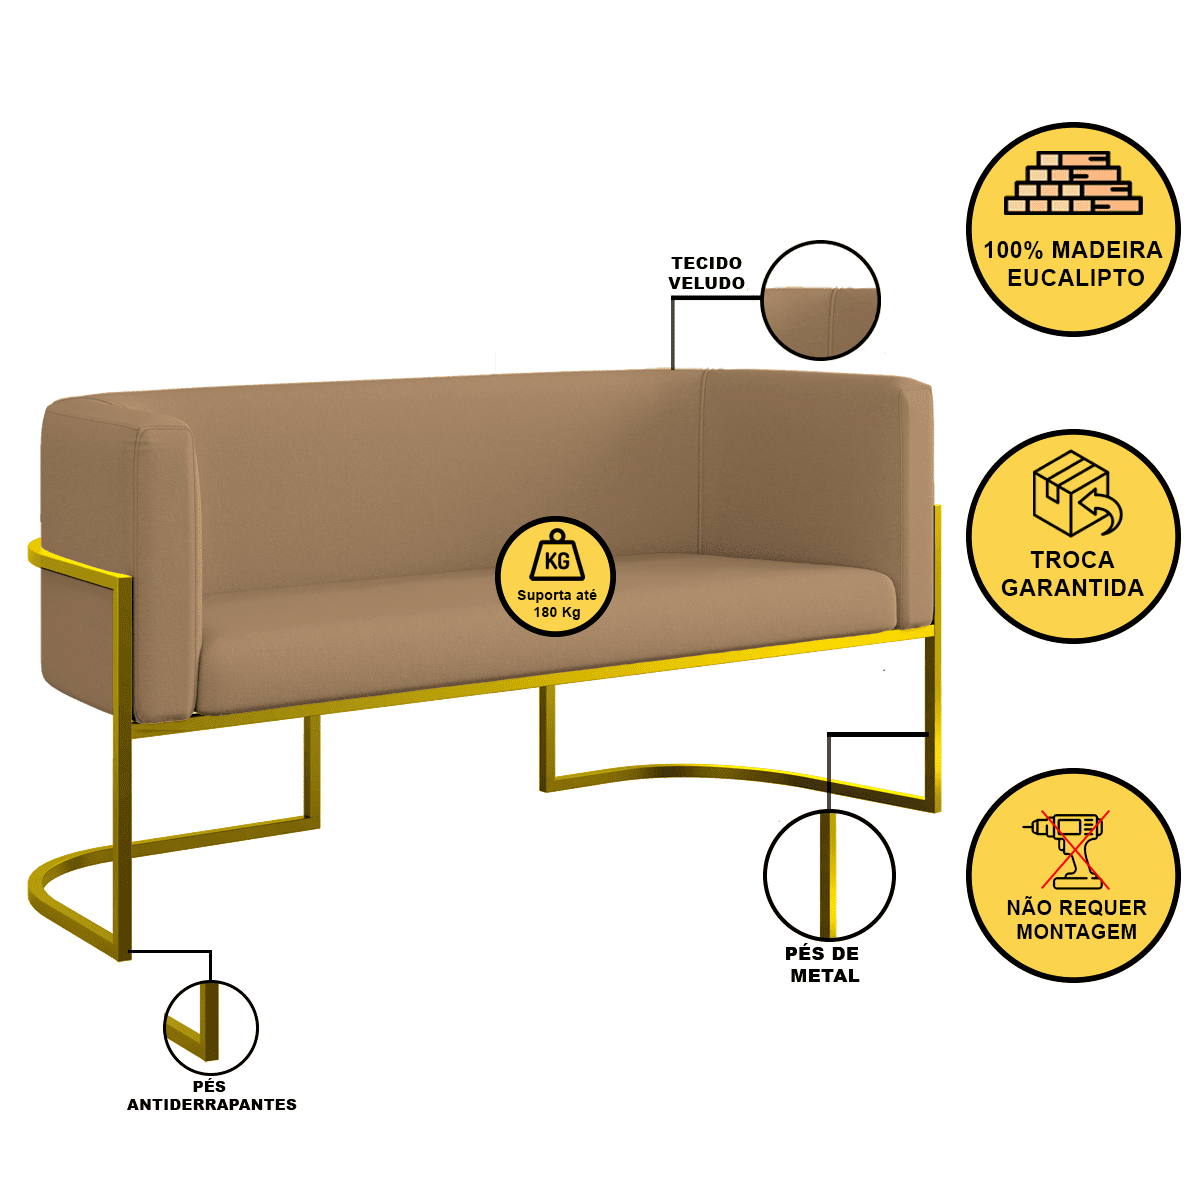 100% MADEIRA
EUCALIPTO
TECIDO
VELUDO
TROCA
GARANTIDA
KG
Suporta até
180 Kg
NÃO REQUER
MONTAGEM
PÉS DE
METAL
PÉS
ANTIDERRAPANTES